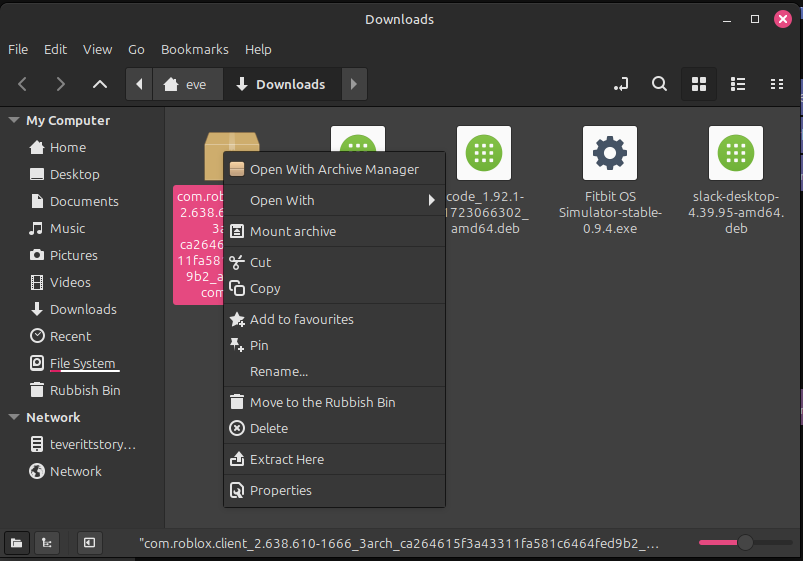 Downloads
File Edit View Go Bookmarks Help
eve Downloads
My Computer
Home
Desktop
Documents
Music
Pictures
Videos
Downloads
Recent
File System
Rubbish Bin
Network
teverittstory...
Network
com.rob
2.638.6
3a
ca2646
11fa581
9b2_a
com
Open With Archive Manager
Open With
Mount archive
Cut
Copy
Add to favourites
Pin
Rename...
Move to the Rubbish Bin
Delete
Extract Here
Properties
code_1.92.1-
1723066302_
amd64.deb
Fitbit OS
Simulator-stable-
0.9.4.exe
slack-desktop-
4.39.95-amd64.
deb
"com.roblox.client_2.638.610-1666_3arch_ca264615f3a43311fa581c6464fed9b2_...